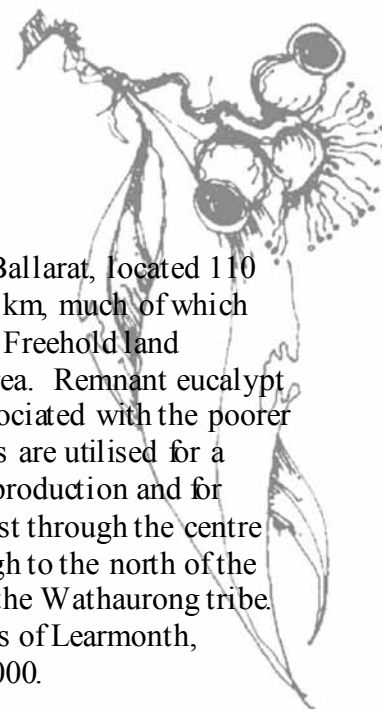 Ballarat, located 110
km, much of which
Freehold land
ea. Remnant eucalypt
ociated with the poorer
s are utilised for a
production and for
st through the centre
gh to the north of the
the Wathaurong tribe.
s of Learmonth,
000.